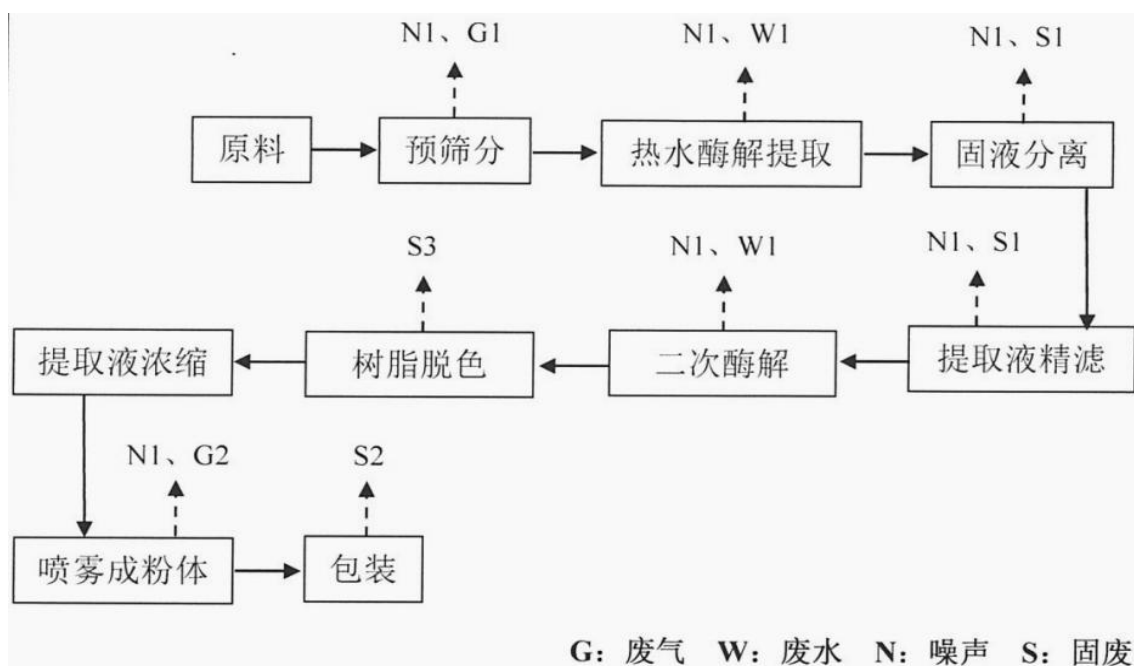 N1、G1 N1、W1 N1、S1
原料 预筛分 热水酶解提取 固液分离
S3 N1、W1 N1、S1
提取液浓缩 树脂脱色 二次酶解 提取液精滤
N1、G2 S2
喷雾成粉体 包装
G：废气 W：废水 N：噪声 S：固废